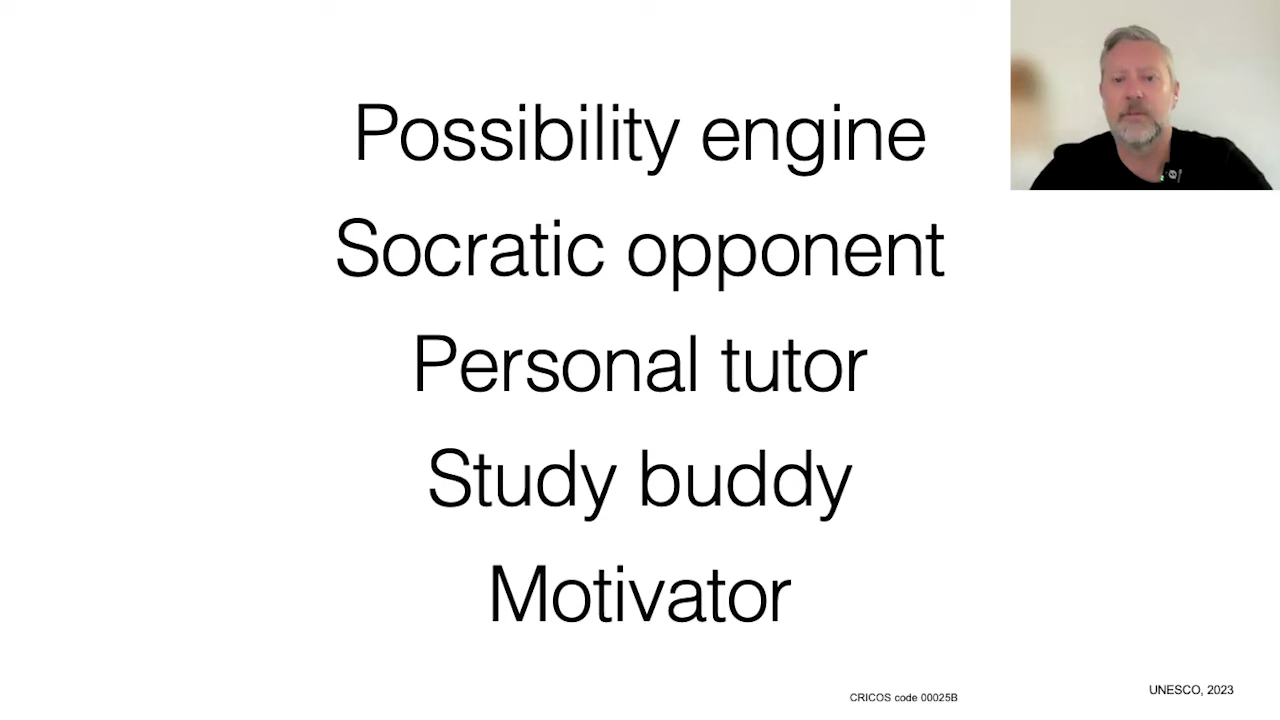 Possibility engine
Socratic opponent
Personal tutor
Study buddy
Motivator
CRICOS code 00025B
UNESCO, 2023